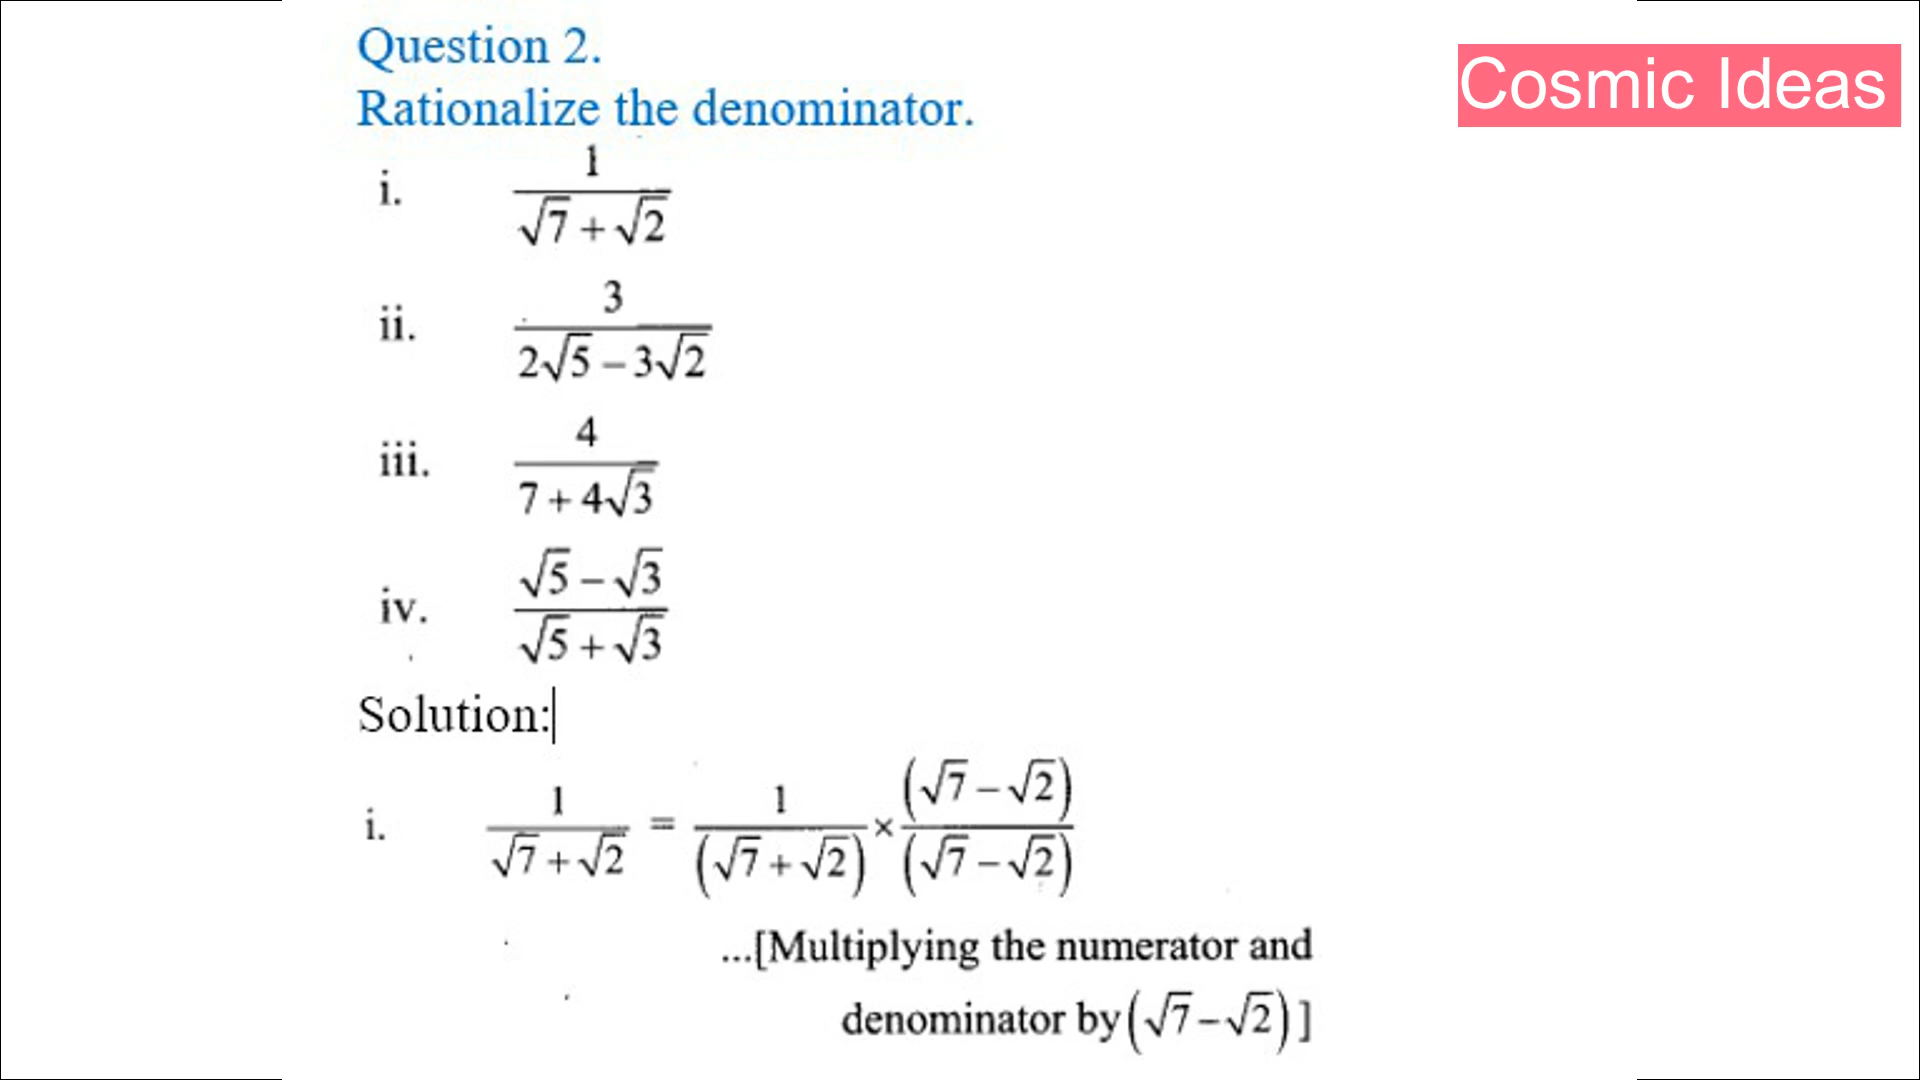 Question 2.
Cosmic Ideas
Rationalize the denominator.
i. 1/(√7 + √2)
ii. 3/(2√5 − 3√2)
iii. 4/(7 + 4√3)
iv. (√5 − √3)/(√5 + √3)
Solution:
i. 1/(√7 + √2) = 1/(√7 + √2) × (√7 − √2)/(√7 − √2)
...[Multiplying the numerator and
denominator by (√7 − √2)]